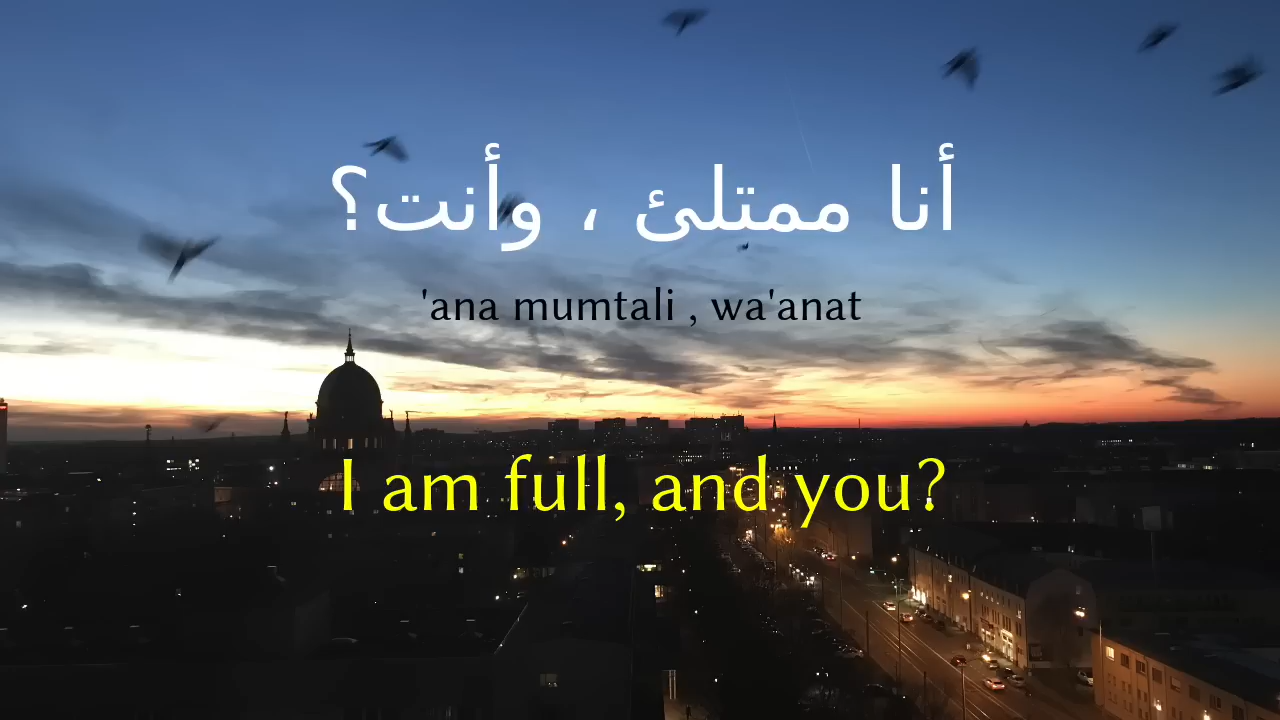 أنا ممتلئ ، وأنت؟
'ana mumtali , wa'anat
I am full, and you?